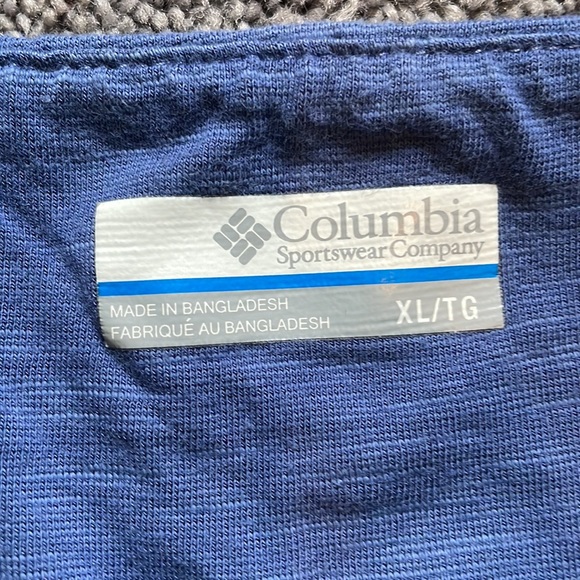 Columbia
Sportswear Company
MADE IN BANGLADESH
FABRIQUÉ AU BANGLADESH
XL/TG